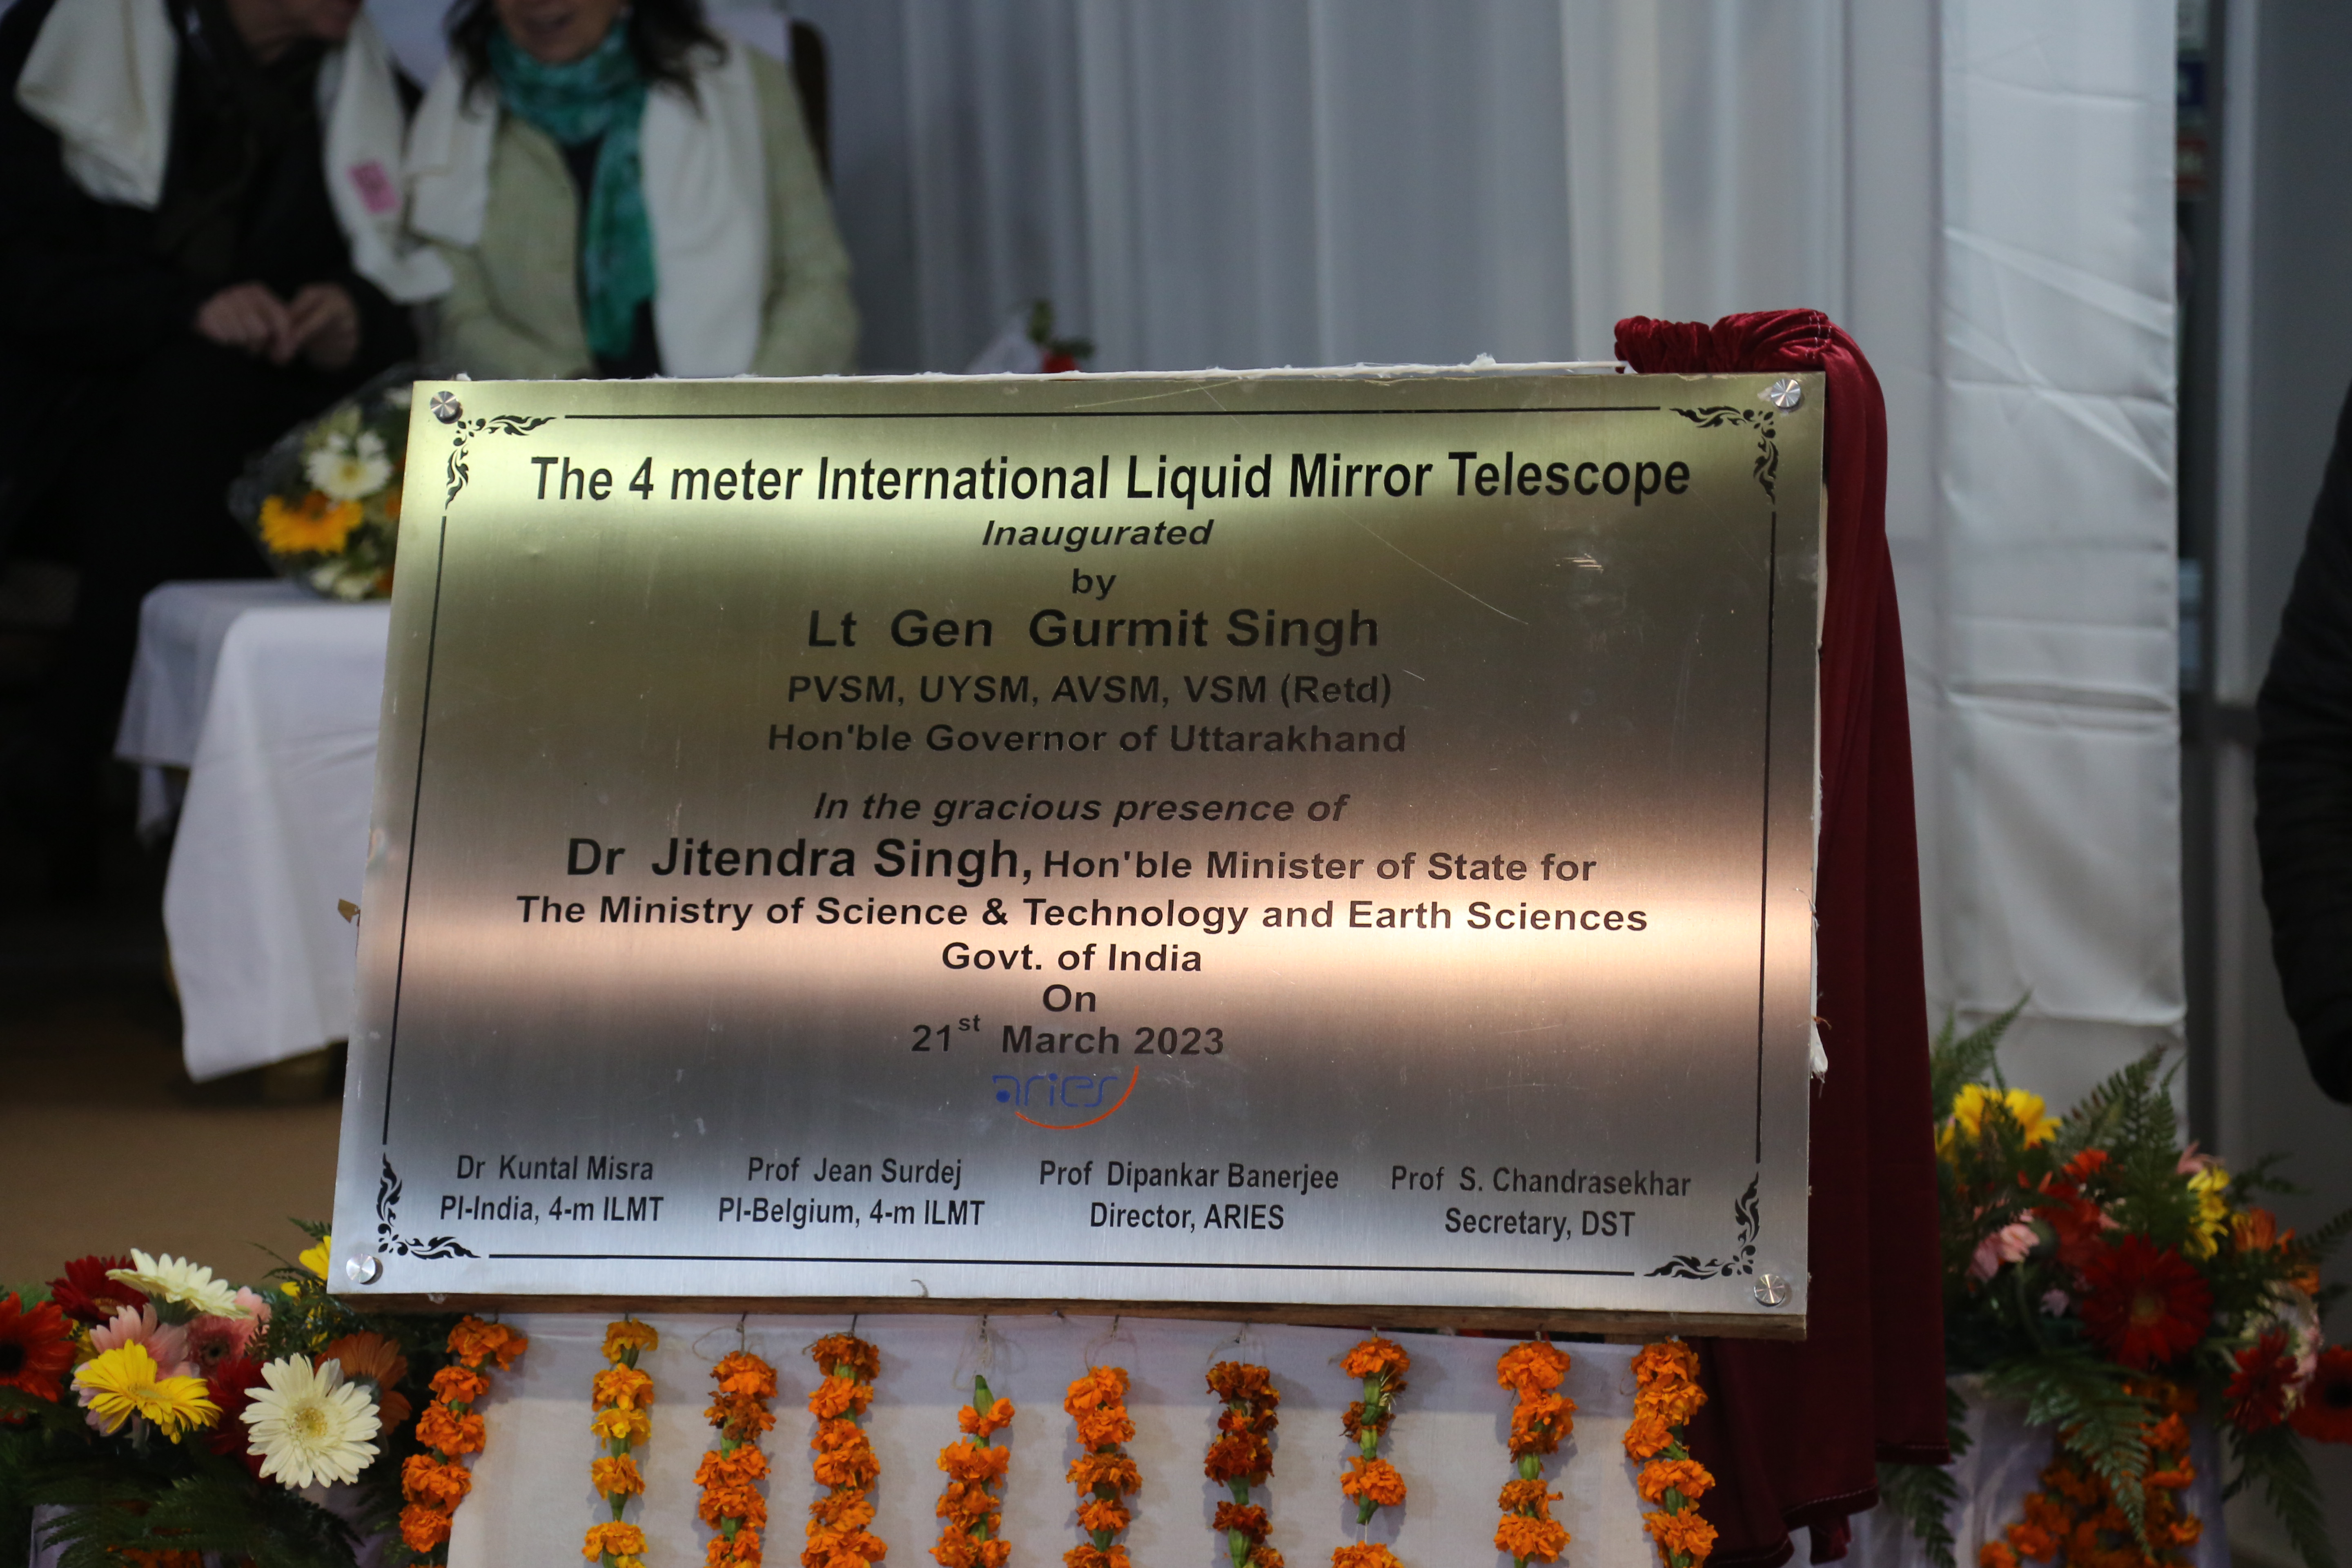 The 4 meter International Liquid Mirror Telescope
Inaugurated
by
Lt Gen Gurmit Singh
PVSM, UYSM, AVSM, VSM (Retd)
Hon'ble Governor of Uttarakhand
In the gracious presence of
Dr Jitendra Singh, Hon'ble Minister of State for
The Ministry of Science & Technology and Earth Sciences
Govt. of India
On
21st March 2023
aries
Dr Kuntal Misra
PI-India, 4-m ILMT
Prof Jean Surdej
PI-Belgium, 4-m ILMT
Prof Dipankar Banerjee
Director, ARIES
Prof S. Chandrasekhar
Secretary, DST